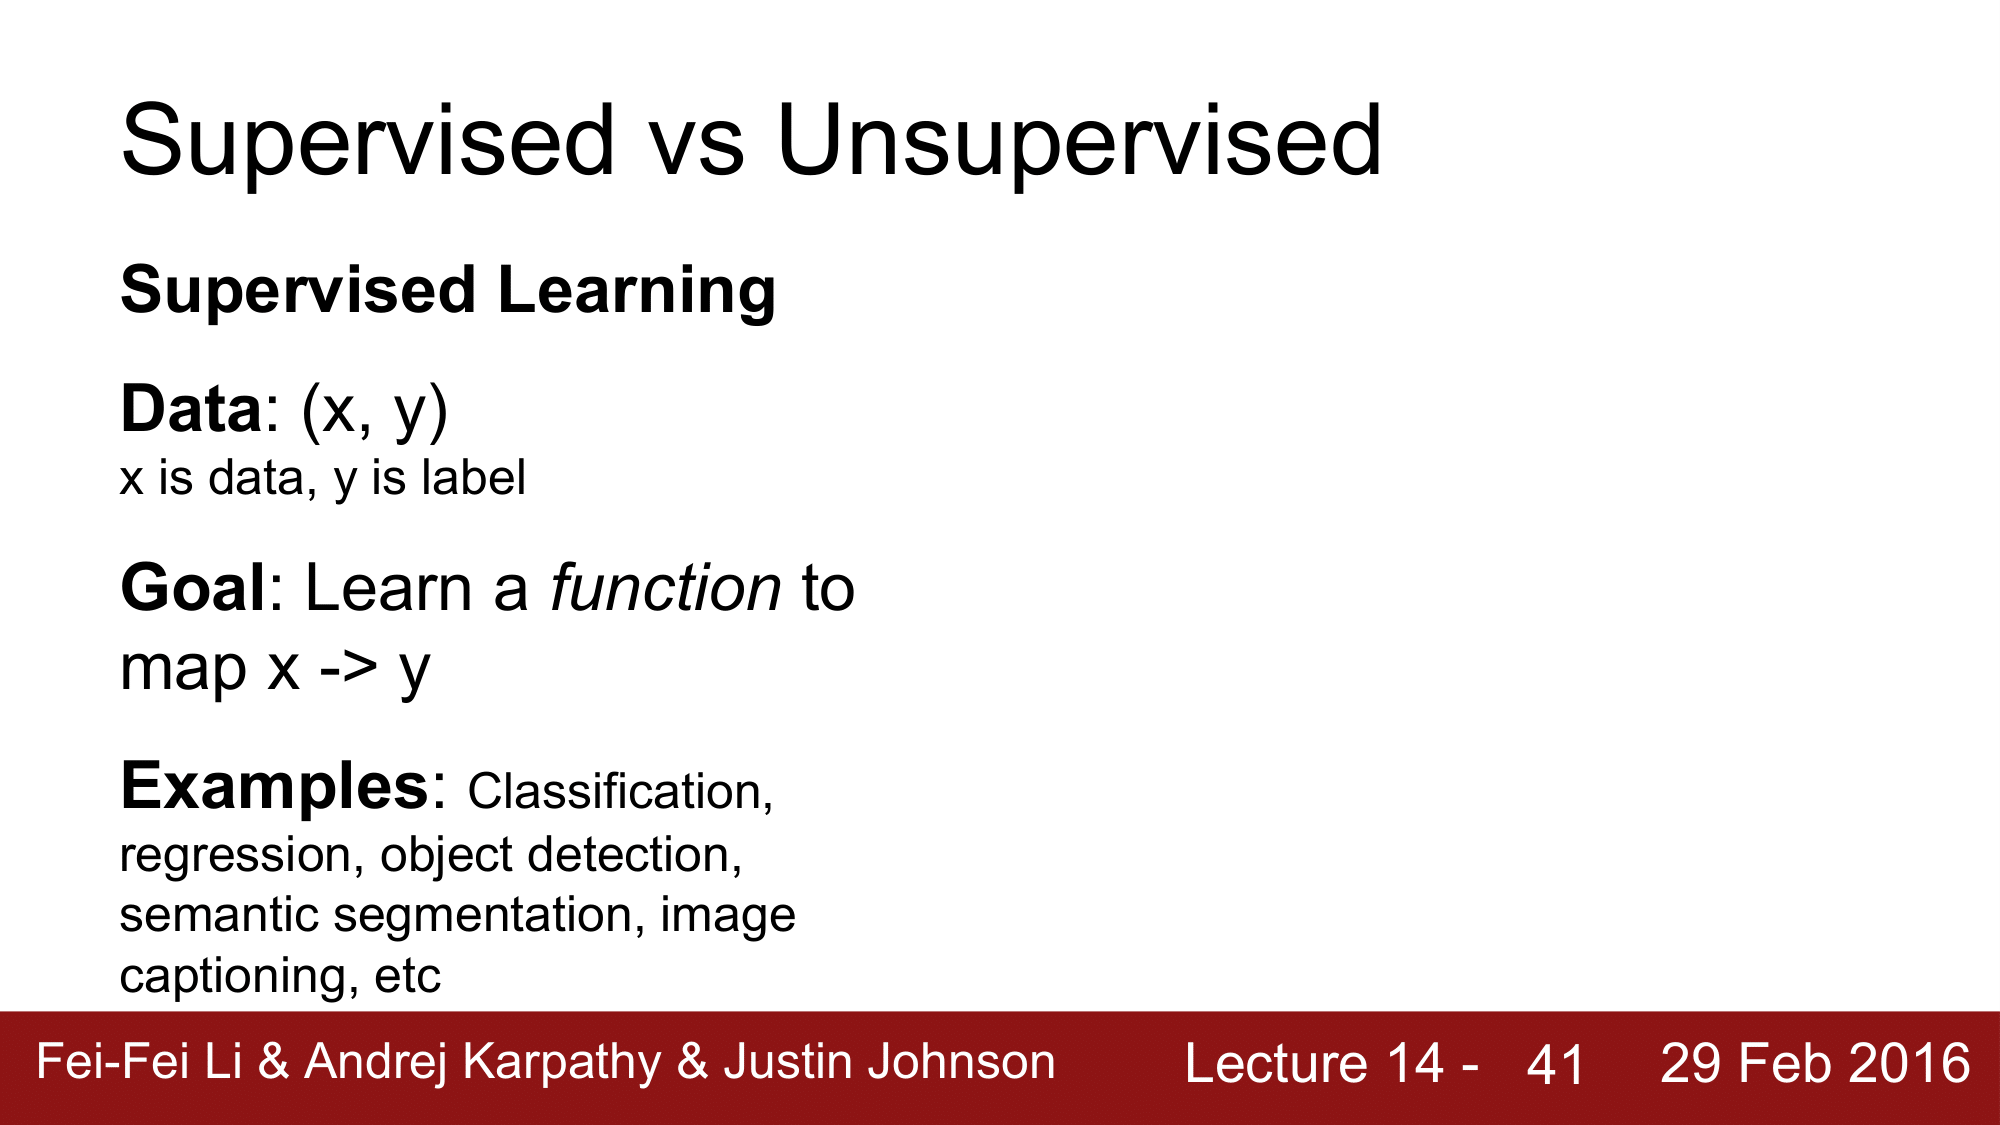 Supervised vs Unsupervised
Supervised Learning
Data: (x, y)
x is data, y is label
Goal: Learn a function to
map x -> y
Examples: Classification,
regression, object detection,
semantic segmentation, image
captioning, etc
Fei-Fei Li & Andrej Karpathy & Justin Johnson Lecture 14 - 41 29 Feb 2016